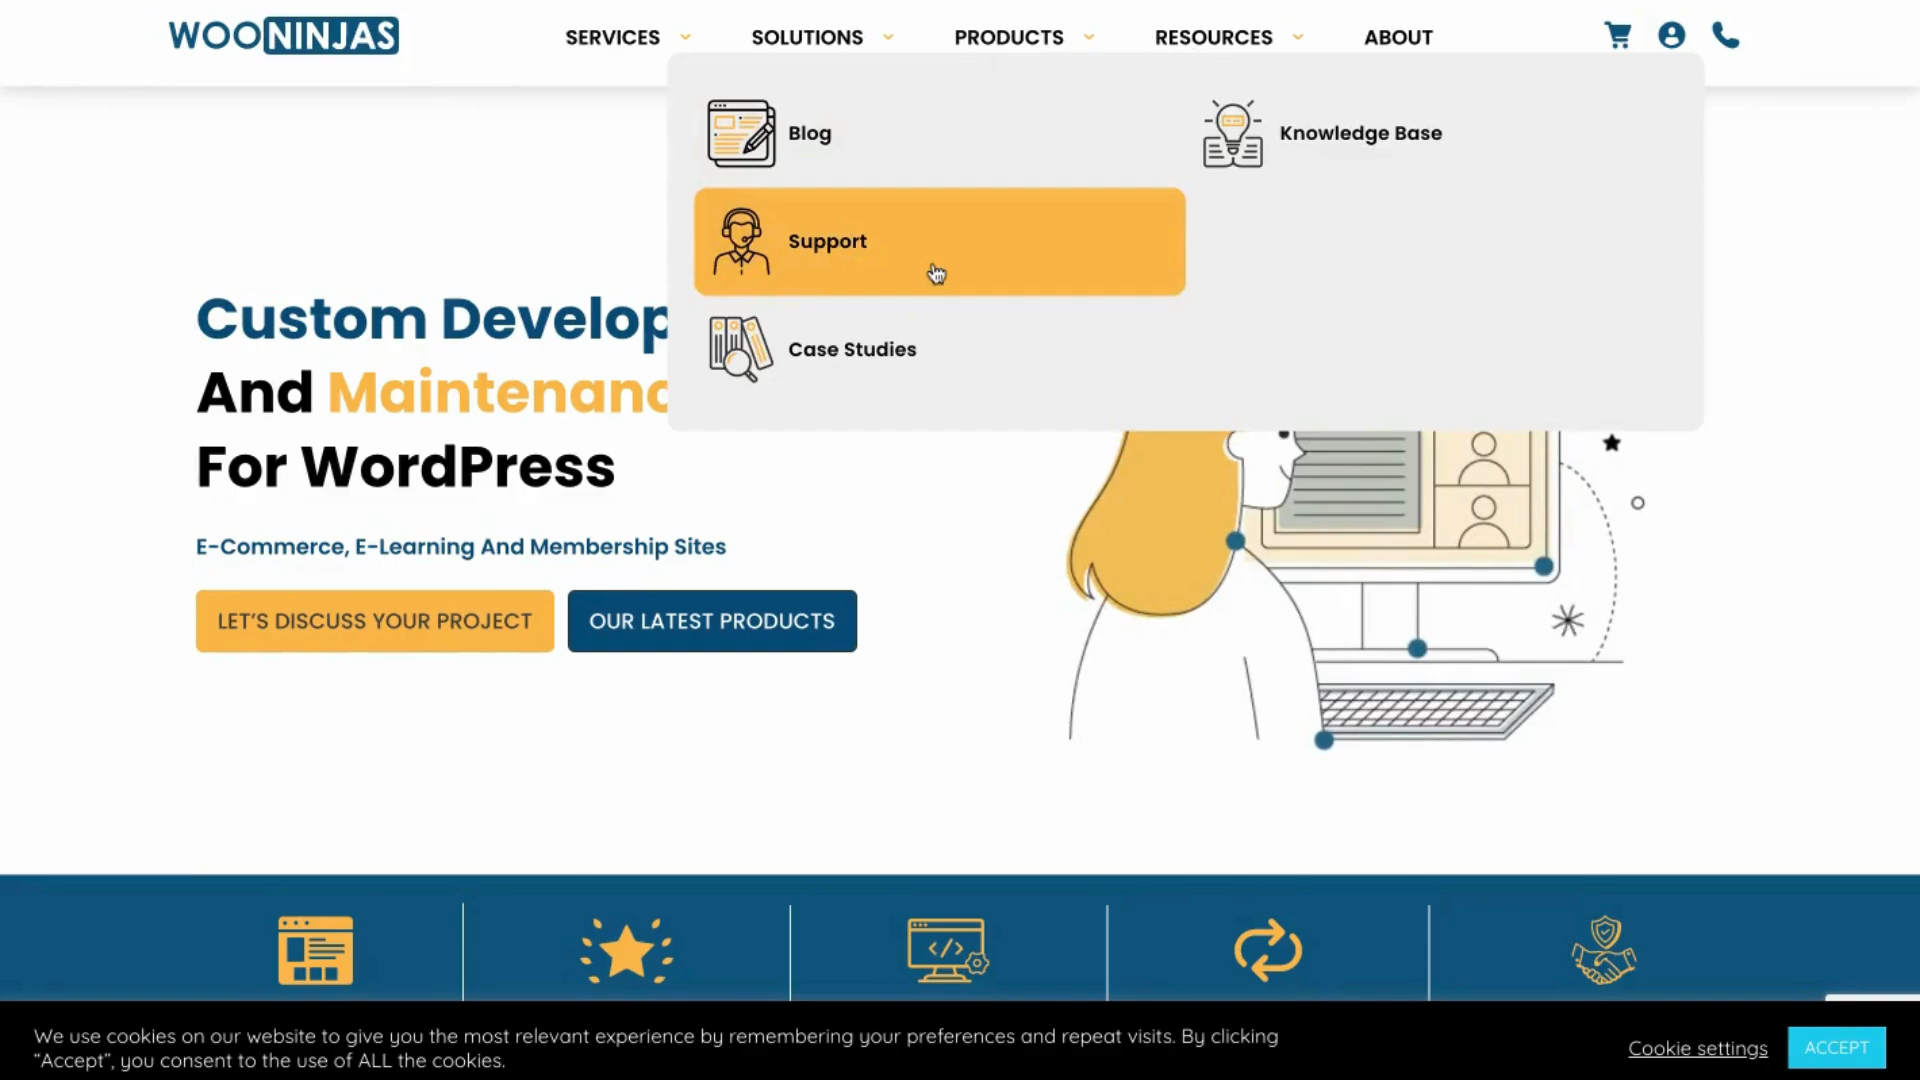 WOONINJAS
SERVICES
SOLUTIONS
PRODUCTS
RESOURCES
ABOUT
Blog
Knowledge Base
Support
Case Studies
Custom Develop
And Maintenanc
For WordPress
E-Commerce, E-Learning And Membership Sites
LET'S DISCUSS YOUR PROJECT
OUR LATEST PRODUCTS
We use cookies on our website to give you the most relevant experience by remembering your preferences and repeat visits. By clicking
“Accept”, you consent to the use of ALL the cookies.
Cookie settings
ACCEPT